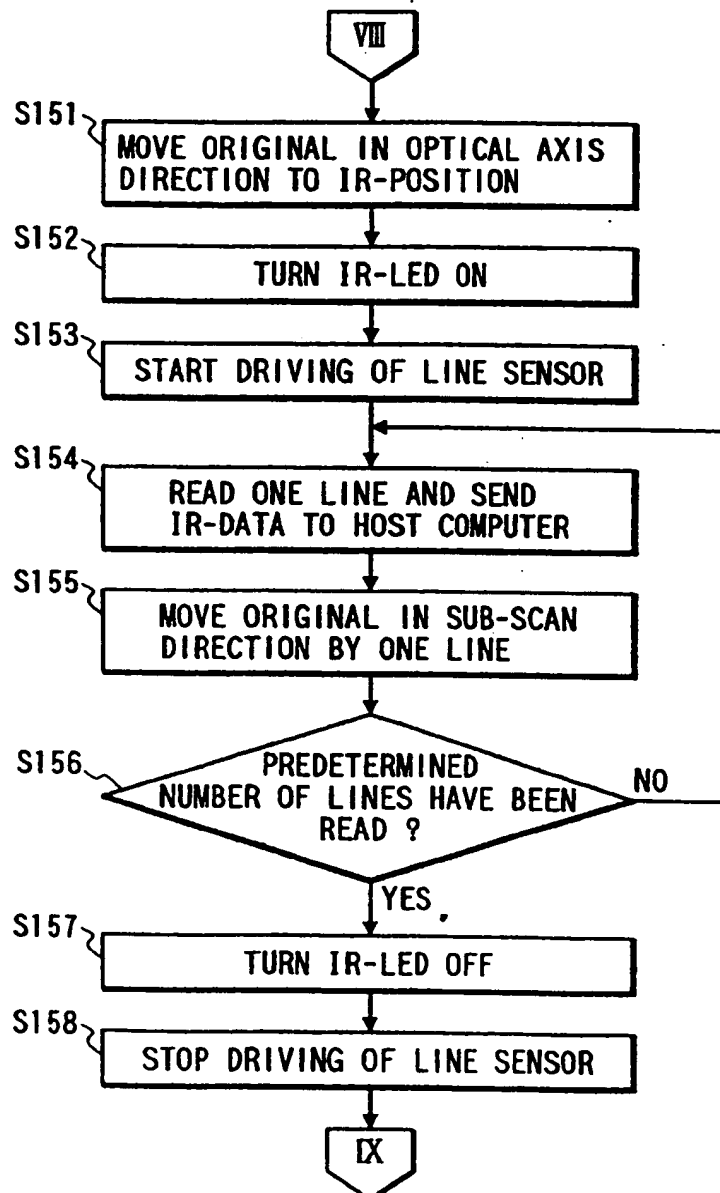 VIII
S151
MOVE ORIGINAL IN OPTICAL AXIS
DIRECTION TO IR-POSITION
S152
TURN IR-LED ON
S153
START DRIVING OF LINE SENSOR
S154
READ ONE LINE AND SEND
IR-DATA TO HOST COMPUTER
S155
MOVE ORIGINAL IN SUB-SCAN
DIRECTION BY ONE LINE
S156
PREDETERMINED
NUMBER OF LINES HAVE BEEN
READ ?
NO
YES
S157
TURN IR-LED OFF
S158
STOP DRIVING OF LINE SENSOR
IX